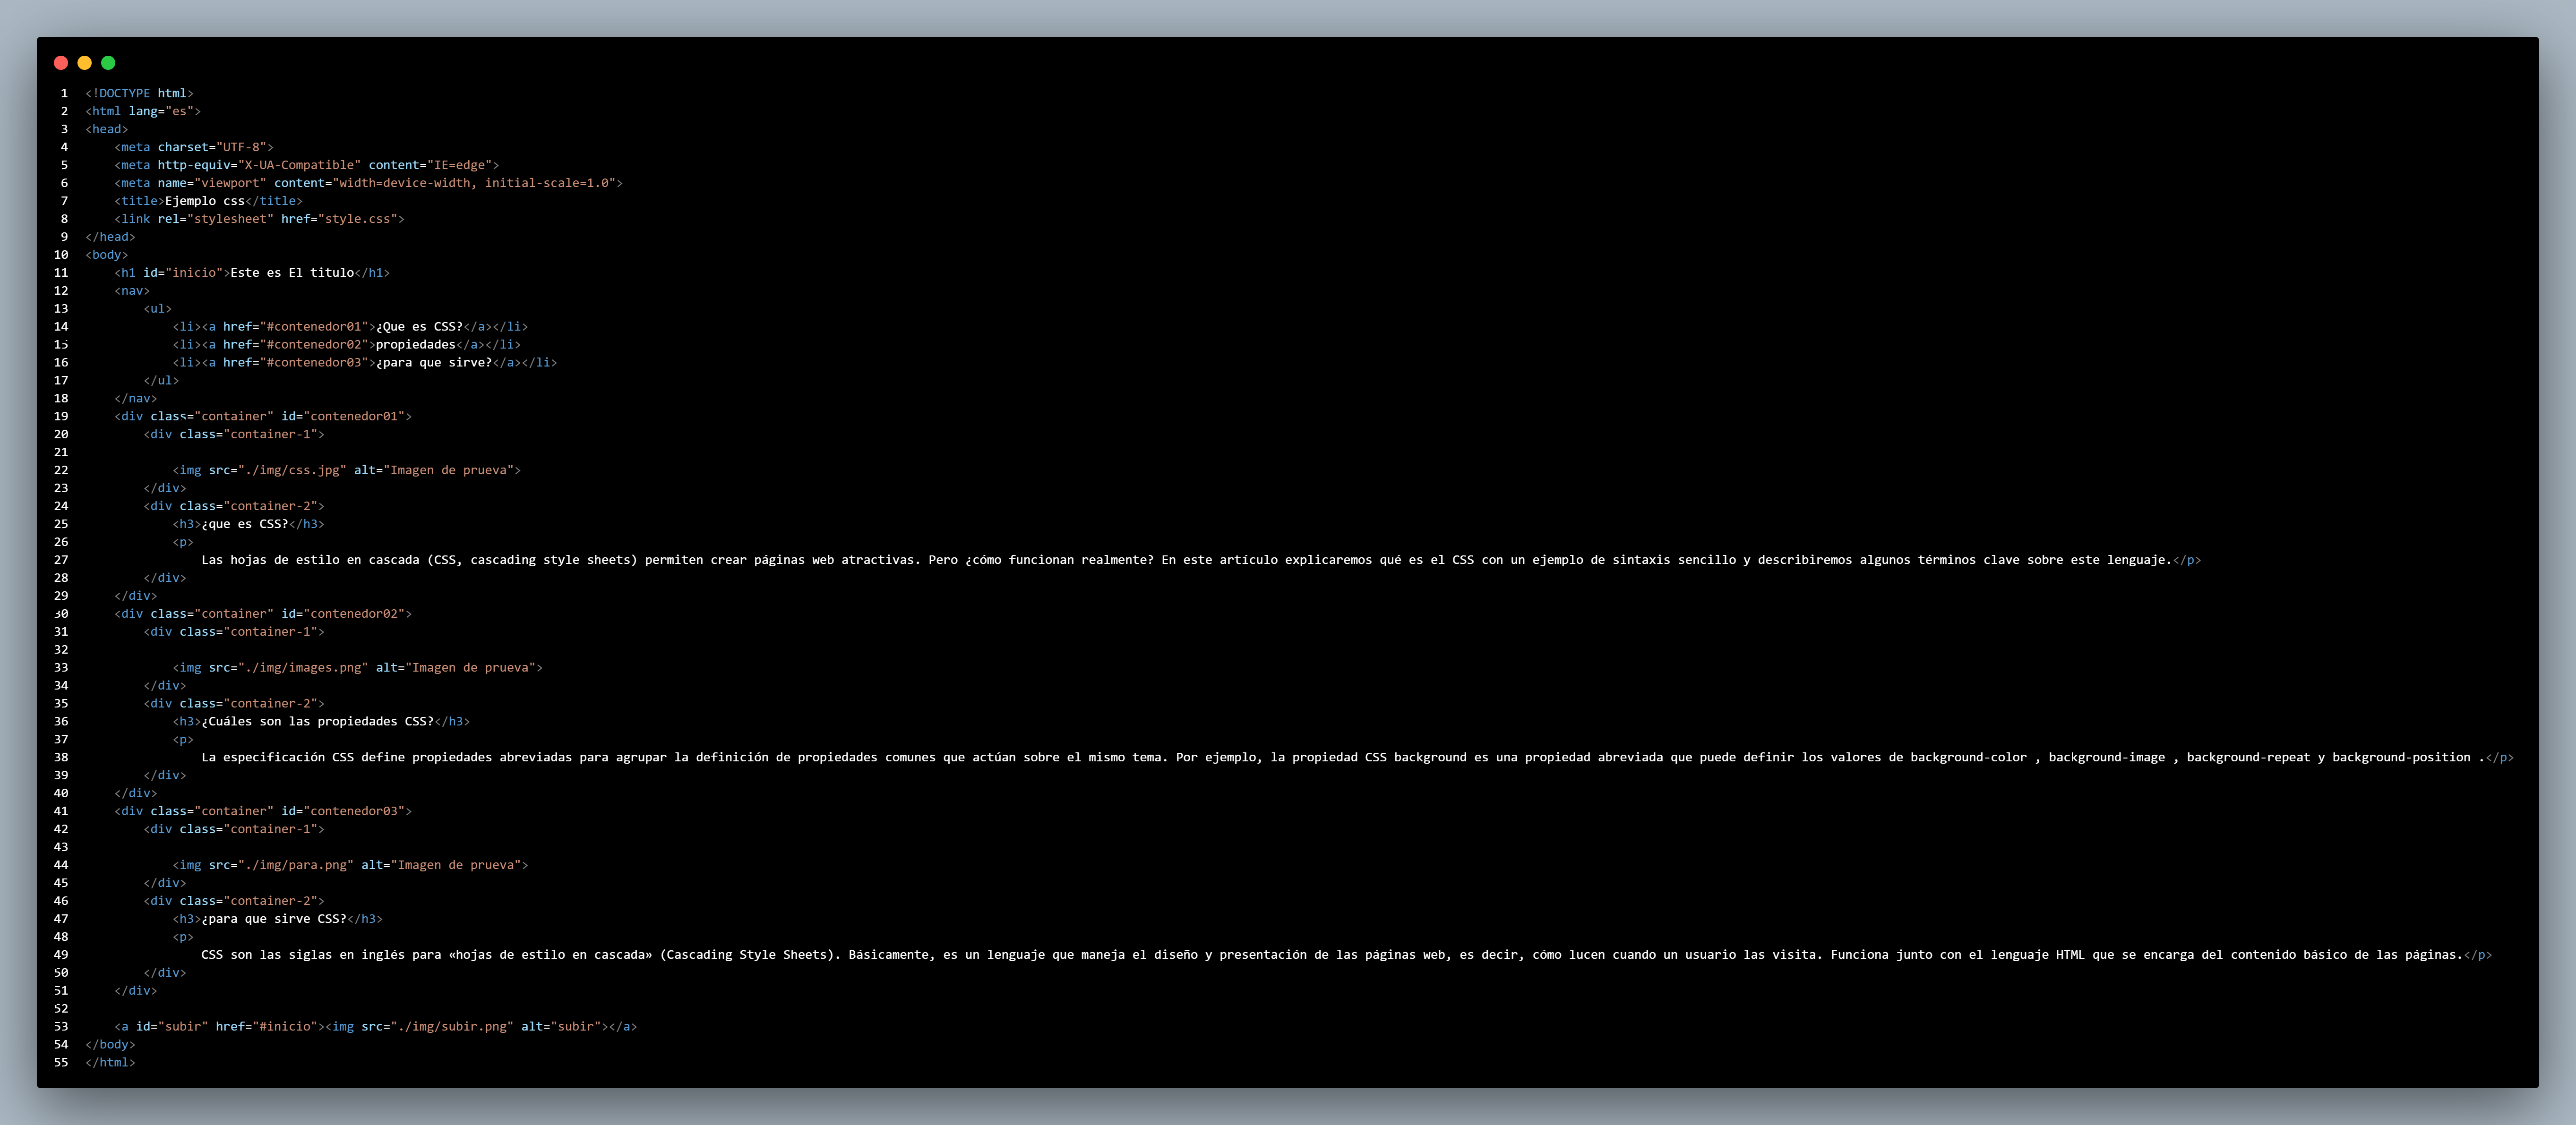 1 <!DOCTYPE html>
2 <html lang="es">
3 <head>
4     <meta charset="UTF-8">
5     <meta http-equiv="X-UA-Compatible" content="IE=edge">
6     <meta name="viewport" content="width=device-width, initial-scale=1.0">
7     <title>Ejemplo css</title>
8     <link rel="stylesheet" href="style.css">
9 </head>
10 <body>
11     <h1 id="inicio">Este es El titulo</h1>
12     <nav>
13         <ul>
14             <li><a href="#contenedor01">¿Que es CSS?</a></li>
15             <li><a href="#contenedor02">propiedades</a></li>
16             <li><a href="#contenedor03">¿para que sirve?</a></li>
17         </ul>
18     </nav>
19     <div class="container" id="contenedor01">
20         <div class="container-1">
21
22             <img src="./img/css.jpg" alt="Imagen de prueva">
23         </div>
24         <div class="container-2">
25             <h3>¿que es CSS?</h3>
26             <p>
27                 Las hojas de estilo en cascada (CSS, cascading style sheets) permiten crear páginas web atractivas. Pero ¿cómo funcionan realmente? En este artículo explicaremos qué es el CSS con un ejemplo de sintaxis sencillo y describiremos algunos términos clave sobre este lenguaje.</p>
28         </div>
29     </div>
30     <div class="container" id="contenedor02">
31         <div class="container-1">
32
33             <img src="./img/images.png" alt="Imagen de prueva">
34         </div>
35         <div class="container-2">
36             <h3>¿Cuáles son las propiedades CSS?</h3>
37             <p>
38                 La especificación CSS define propiedades abreviadas para agrupar la definición de propiedades comunes que actúan sobre el mismo tema. Por ejemplo, la propiedad CSS background es una propiedad abreviada que puede definir los valores de background-color , background-image , background-repeat y background-position .</p>
39         </div>
40     </div>
41     <div class="container" id="contenedor03">
42         <div class="container-1">
43
44             <img src="./img/para.png" alt="Imagen de prueva">
45         </div>
46         <div class="container-2">
47             <h3>¿para que sirve CSS?</h3>
48             <p>
49                 CSS son las siglas en inglés para «hojas de estilo en cascada» (Cascading Style Sheets). Básicamente, es un lenguaje que maneja el diseño y presentación de las páginas web, es decir, cómo lucen cuando un usuario las visita. Funciona junto con el lenguaje HTML que se encarga del contenido básico de las páginas.</p>
50         </div>
51     </div>
52
53     <a id="subir" href="#inicio"><img src="./img/subir.png" alt="subir"></a>
54 </body>
55 </html>